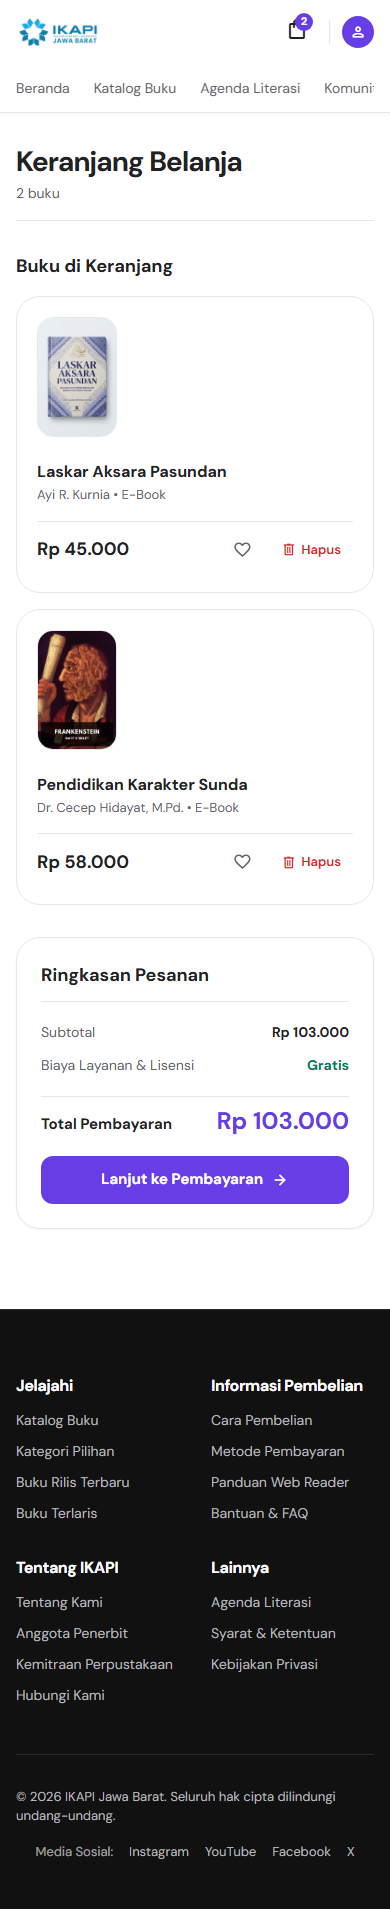 IKAPI
JAWA BARAT
2
Beranda Katalog Buku Agenda Literasi Komunit
Keranjang Belanja
2 buku
Buku di Keranjang
LASKAR
AKSARA
PASUNDAN
Laskar Aksara Pasundan
Ayi R. Kurnia • E-Book
Rp 45.000 Hapus
FRANKENSTEIN
Pendidikan Karakter Sunda
Dr. Cecep Hidayat, M.Pd. • E-Book
Rp 58.000 Hapus
Ringkasan Pesanan
Subtotal Rp 103.000
Biaya Layanan & Lisensi Gratis
Total Pembayaran Rp 103.000
Lanjut ke Pembayaran →
Jelajahi
Katalog Buku
Kategori Pilihan
Buku Rilis Terbaru
Buku Terlaris
Informasi Pembelian
Cara Pembelian
Metode Pembayaran
Panduan Web Reader
Bantuan & FAQ
Tentang IKAPI
Tentang Kami
Anggota Penerbit
Kemitraan Perpustakaan
Hubungi Kami
Lainnya
Agenda Literasi
Syarat & Ketentuan
Kebijakan Privasi
© 2026 IKAPI Jawa Barat. Seluruh hak cipta dilindungi
undang-undang.
Media Sosial: Instagram YouTube Facebook X